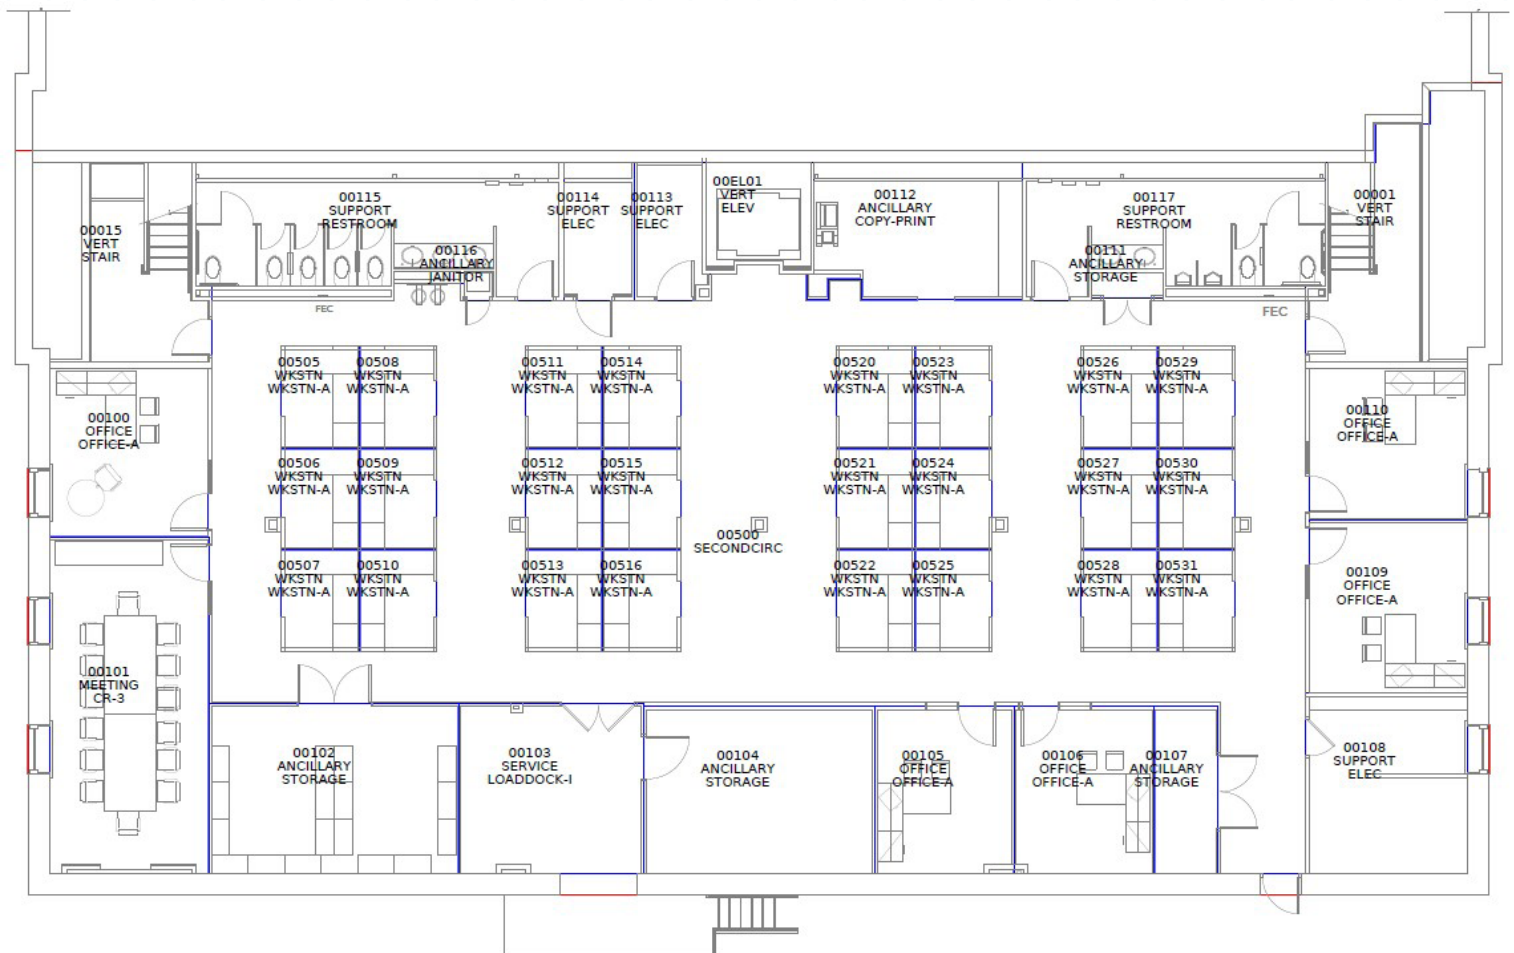 00015
VERT
STAIR
00115
SUPPORT
RESTROOM
00116
ANCILLARY
JANITOR
00114
SUPPORT
ELEC
00113
SUPPORT
ELEC
00EL01
VERT
ELEV
00112
ANCILLARY
COPY-PRINT
00117
SUPPORT
RESTROOM
00111
ANCILLARY
STORAGE
00001
VERT
STAIR
FEC
FEC
00100
OFFICE
OFFICE-A
00505
WKSTN
WKSTN-A
00508
WKSTN
WKSTN-A
00511
WKSTN
WKSTN-A
00514
WKSTN
WKSTN-A
00520
WKSTN
WKSTN-A
00523
WKSTN
WKSTN-A
00526
WKSTN
WKSTN-A
00529
WKSTN
WKSTN-A
00110
OFFICE
OFFICE-A
00506
WKSTN
WKSTN-A
00509
WKSTN
WKSTN-A
00512
WKSTN
WKSTN-A
00515
WKSTN
WKSTN-A
00521
WKSTN
WKSTN-A
00524
WKSTN
WKSTN-A
00527
WKSTN
WKSTN-A
00530
WKSTN
WKSTN-A
00500
SECONDCIRC
00507
WKSTN
WKSTN-A
00510
WKSTN
WKSTN-A
00513
WKSTN
WKSTN-A
00516
WKSTN
WKSTN-A
00522
WKSTN
WKSTN-A
00525
WKSTN
WKSTN-A
00528
WKSTN
WKSTN-A
00531
WKSTN
WKSTN-A
00109
OFFICE
OFFICE-A
00101
MEETING
CR-3
00102
ANCILLARY
STORAGE
00103
SERVICE
LOADDOCK-I
00104
ANCILLARY
STORAGE
00105
OFFICE
OFFICE-A
00106
OFFICE
OFFICE-A
00107
ANCILLARY
STORAGE
00108
SUPPORT
ELEC